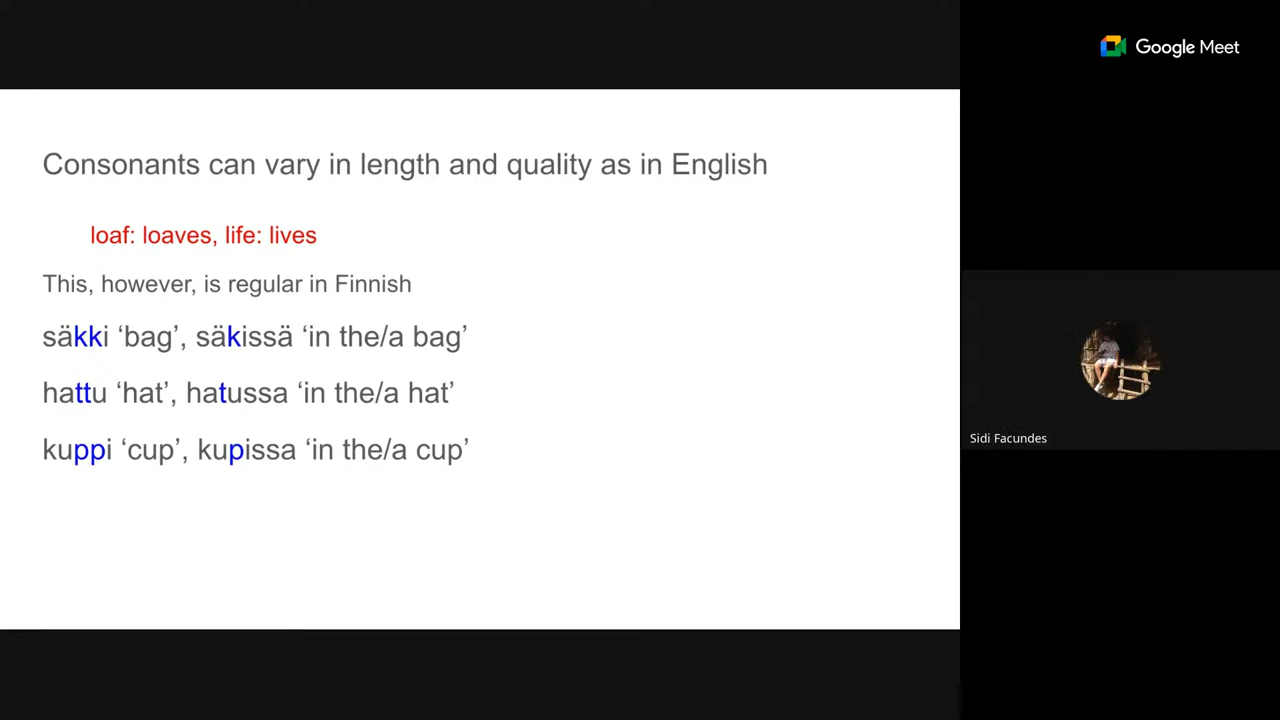 Google Meet
Consonants can vary in length and quality as in English
loaf: loaves, life: lives
This, however, is regular in Finnish
säkki ‘bag’, säkissä ‘in the/a bag’
hattu ‘hat’, hatussa ‘in the/a hat’
kuppi ‘cup’, kupissa ‘in the/a cup’
Sidi Facundes